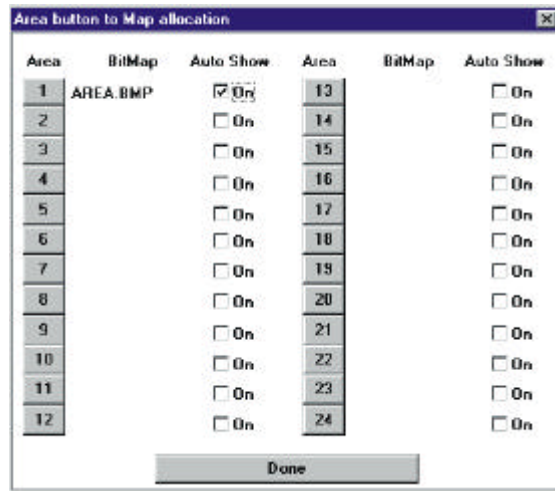 Area button to Map allocation
Area BitMap Auto Show Area BitMap Auto Show
1 AREA.BMP On 13 On
2 On 14 On
3 On 15 On
4 On 16 On
5 On 17 On
6 On 18 On
7 On 19 On
8 On 20 On
9 On 21 On
10 On 22 On
11 On 23 On
12 On 24 On
Done